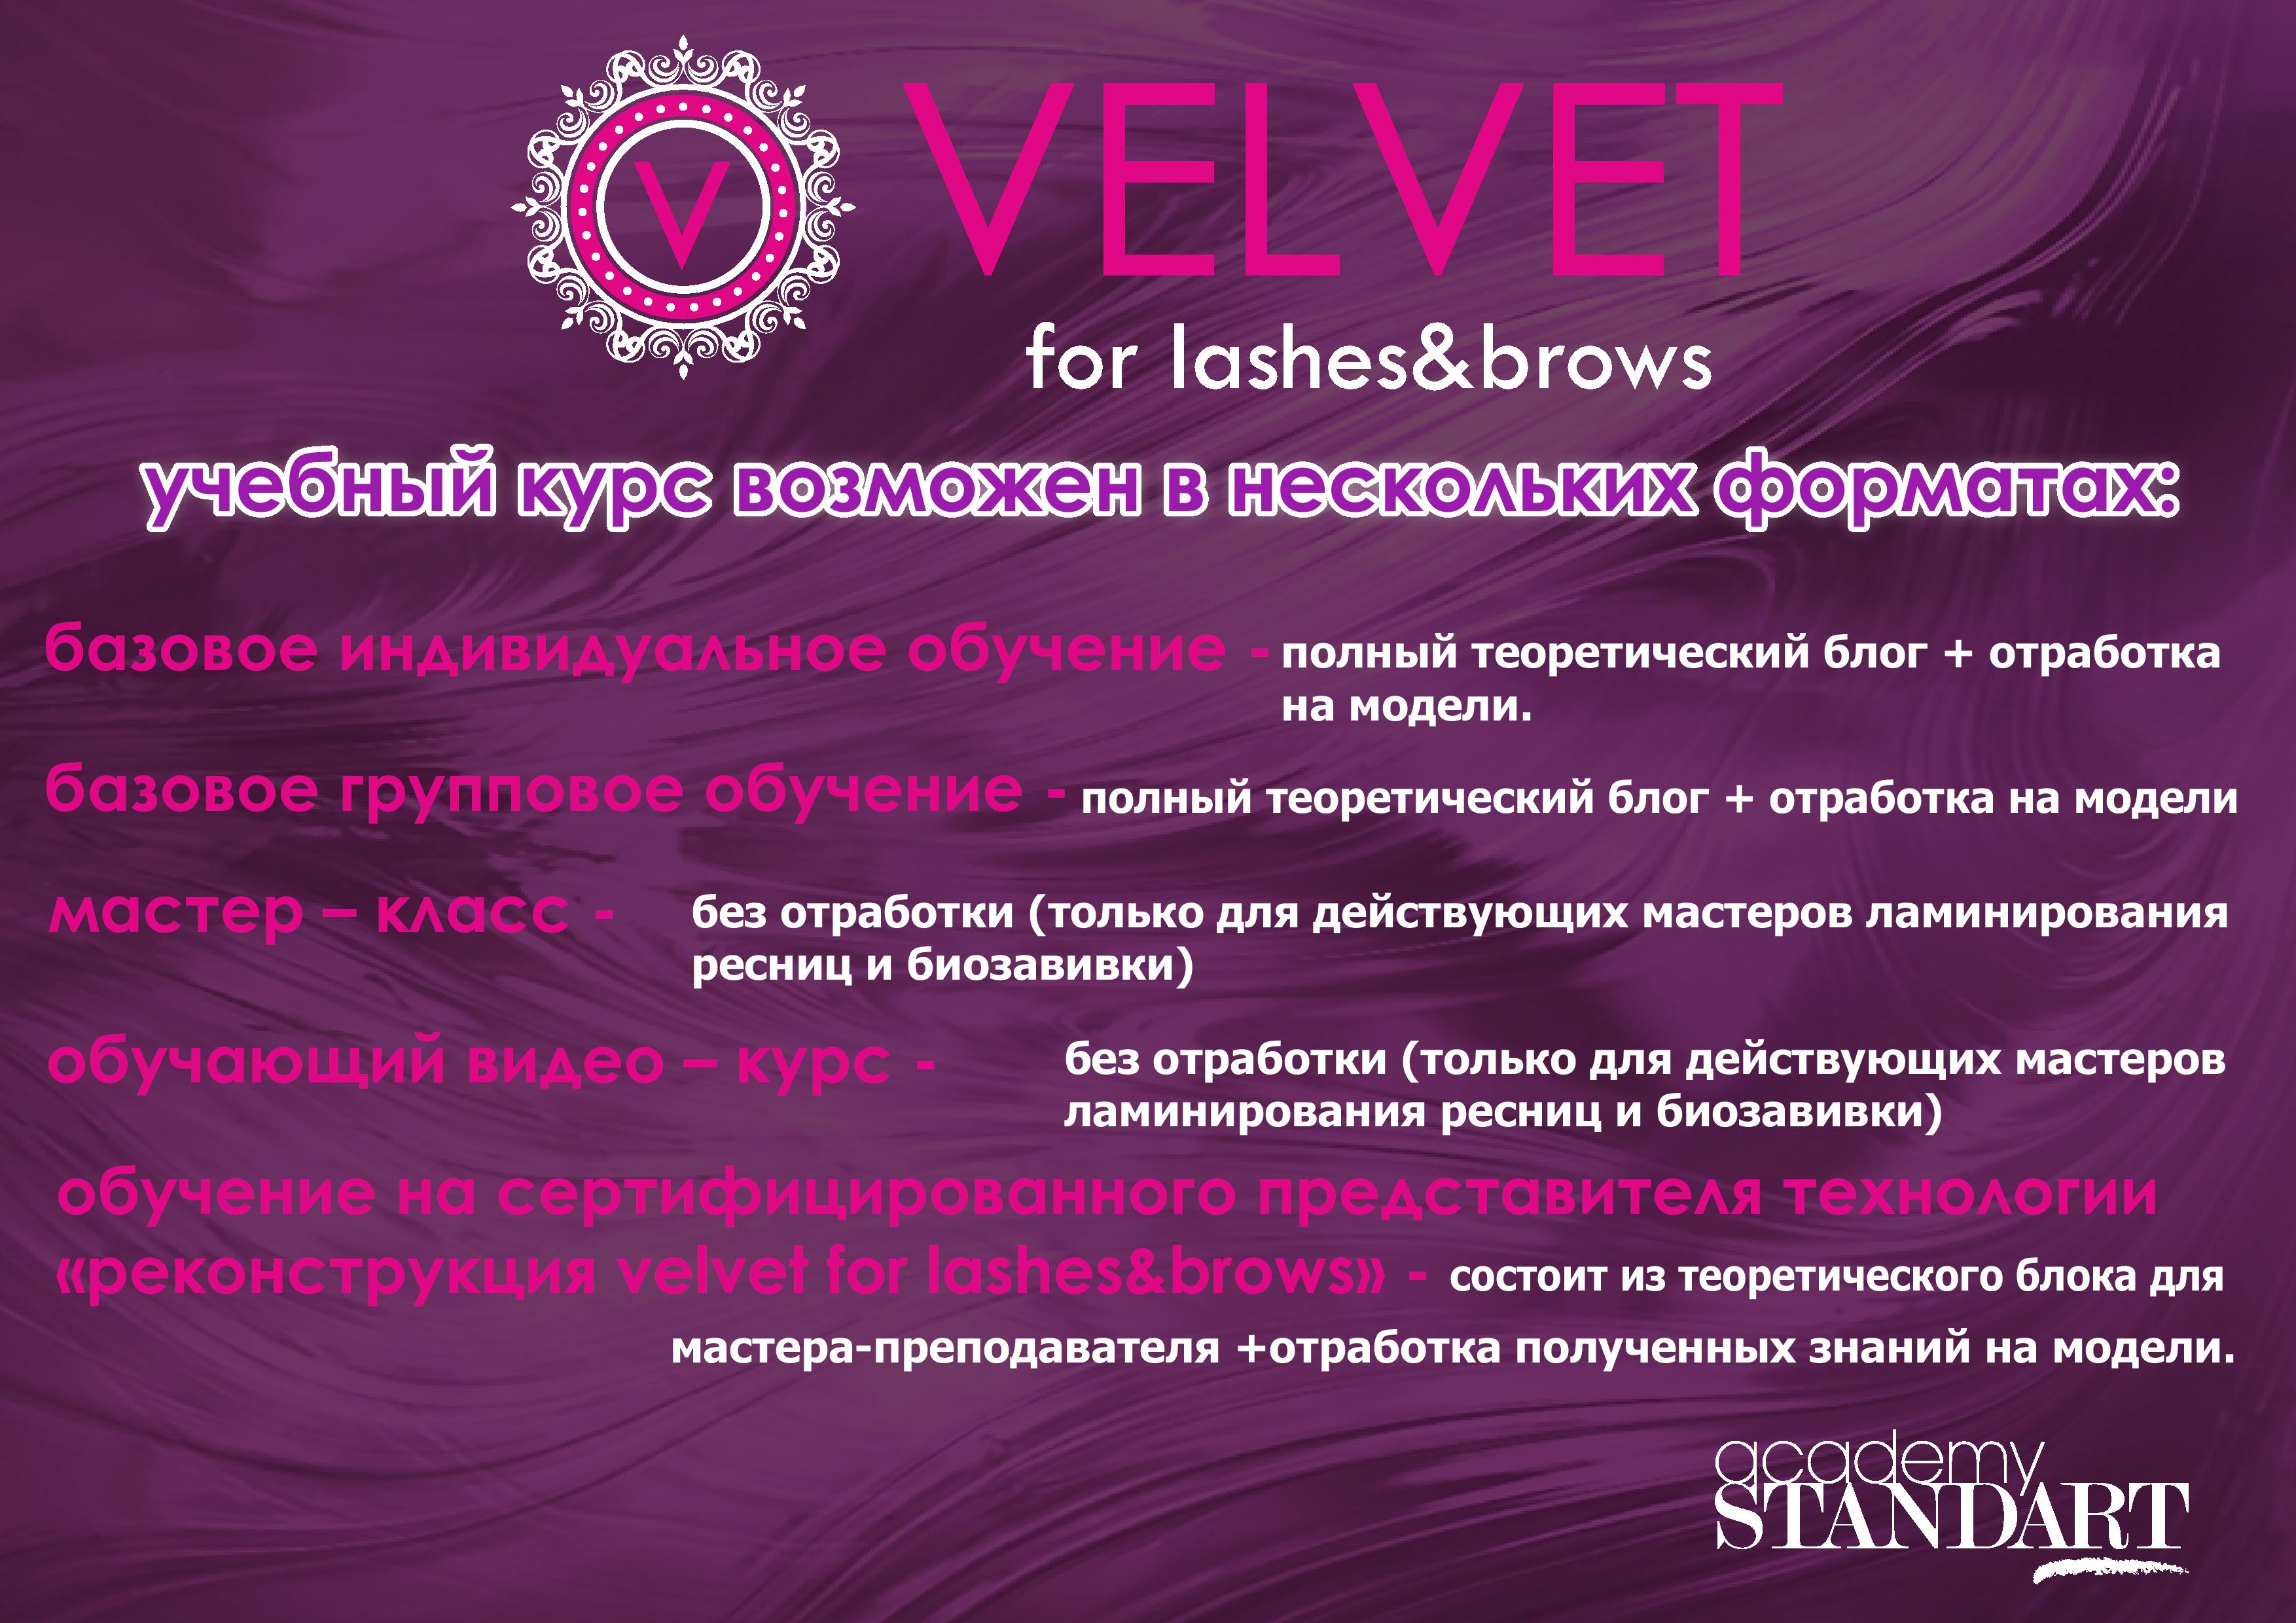 V
VELVET
for lashes&brows
учебный курс возможен в нескольких форматах:
базовое индивидуальное обучение - полный теоретический блог + отработка
на модели.
базовое групповое обучение - полный теоретический блог + отработка на модели
мастер – класс - без отработки (только для действующих мастеров ламинирования
ресниц и биозавивки)
обучающий видео – курс - без отработки (только для действующих мастеров
ламинирования ресниц и биозавивки)
обучение на сертифицированного представителя технологии
«реконструкция velvet for lashes&brows» - состоит из теоретического блока для
мастера-преподавателя +отработка полученных знаний на модели.
academy
STANDART